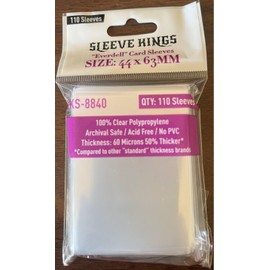 110 Sleeves
SLEEVE KINGS
"Everdell" Card Sleeves
SIZE: 44 x 63MM
KS-8840
QTY: 110 Sleeves
100% Clear Polypropylene
Archival Safe / Acid Free / No PVC
Thickness: 60 Microns 50% Thicker*
*Compared to other "standard" thickness brands